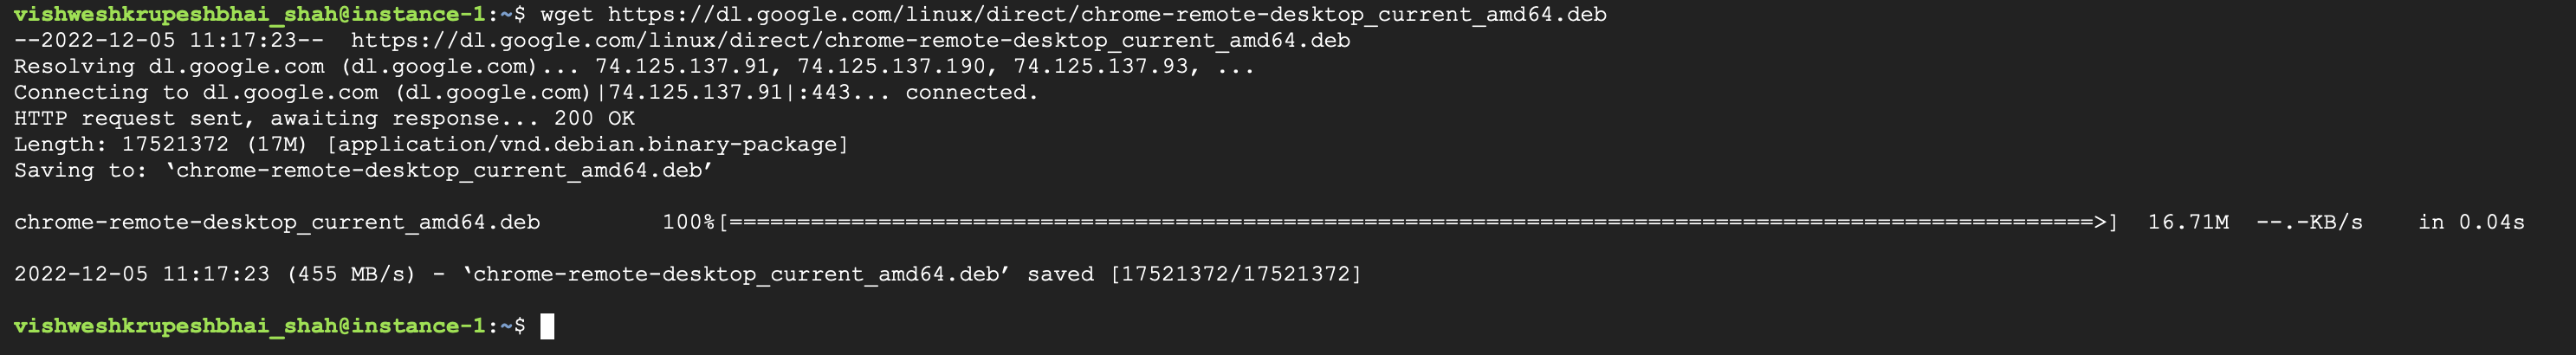 vishweshkrupeshbhai_shah@instance-1:~$ wget https://dl.google.com/linux/direct/chrome-remote-desktop_current_amd64.deb
--2022-12-05 11:17:23--  https://dl.google.com/linux/direct/chrome-remote-desktop_current_amd64.deb
Resolving dl.google.com (dl.google.com)... 74.125.137.91, 74.125.137.190, 74.125.137.93, ...
Connecting to dl.google.com (dl.google.com)|74.125.137.91|:443... connected.
HTTP request sent, awaiting response... 200 OK
Length: 17521372 (17M) [application/vnd.debian.binary-package]
Saving to: ‘chrome-remote-desktop_current_amd64.deb’
chrome-remote-desktop_current_amd64.deb         100%[=====================================================================================================>]  16.71M  --.-KB/s    in 0.04s
2022-12-05 11:17:23 (455 MB/s) - ‘chrome-remote-desktop_current_amd64.deb’ saved [17521372/17521372]
vishweshkrupeshbhai_shah@instance-1:~$